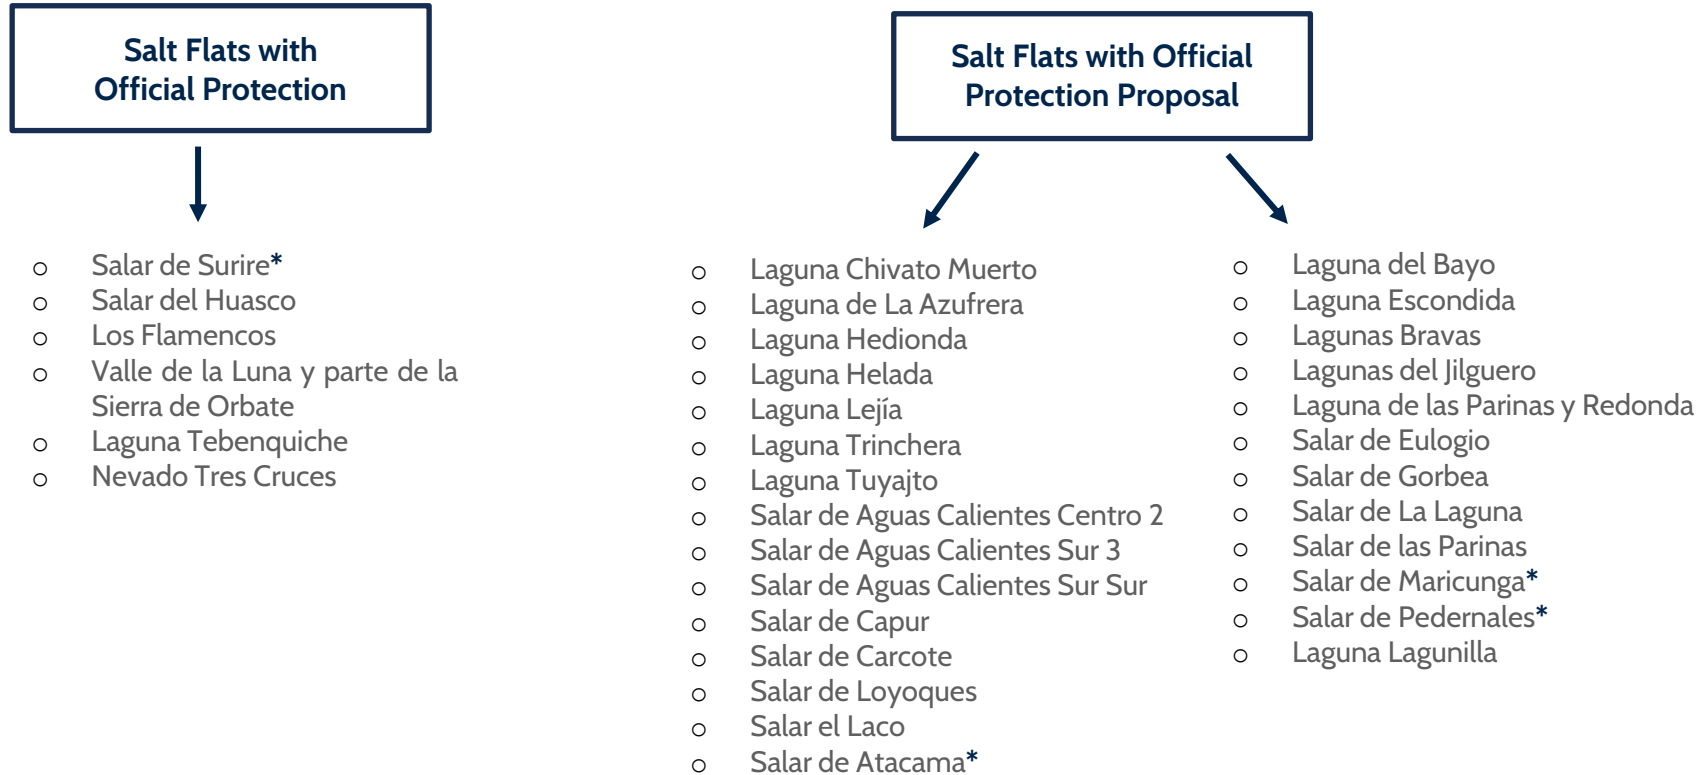 Salt Flats with
Official Protection
o Salar de Surire*
o Salar del Huasco
o Los Flamencos
o Valle de la Luna y parte de la
Sierra de Orbate
o Laguna Tebenquiche
o Nevado Tres Cruces
Salt Flats with Official
Protection Proposal
o Laguna Chivato Muerto
o Laguna de La Azufrera
o Laguna Hedionda
o Laguna Helada
o Laguna Lejía
o Laguna Trinchera
o Laguna Tuyajto
o Salar de Aguas Calientes Centro 2
o Salar de Aguas Calientes Sur 3
o Salar de Aguas Calientes Sur Sur
o Salar de Capur
o Salar de Carcote
o Salar de Loyoques
o Salar el Laco
o Salar de Atacama*
o Laguna del Bayo
o Laguna Escondida
o Lagunas Bravas
o Lagunas del Jilguero
o Laguna de las Parinas y Redonda
o Salar de Eulogio
o Salar de Gorbea
o Salar de La Laguna
o Salar de las Parinas
o Salar de Maricunga*
o Salar de Pedernales*
o Laguna Lagunilla